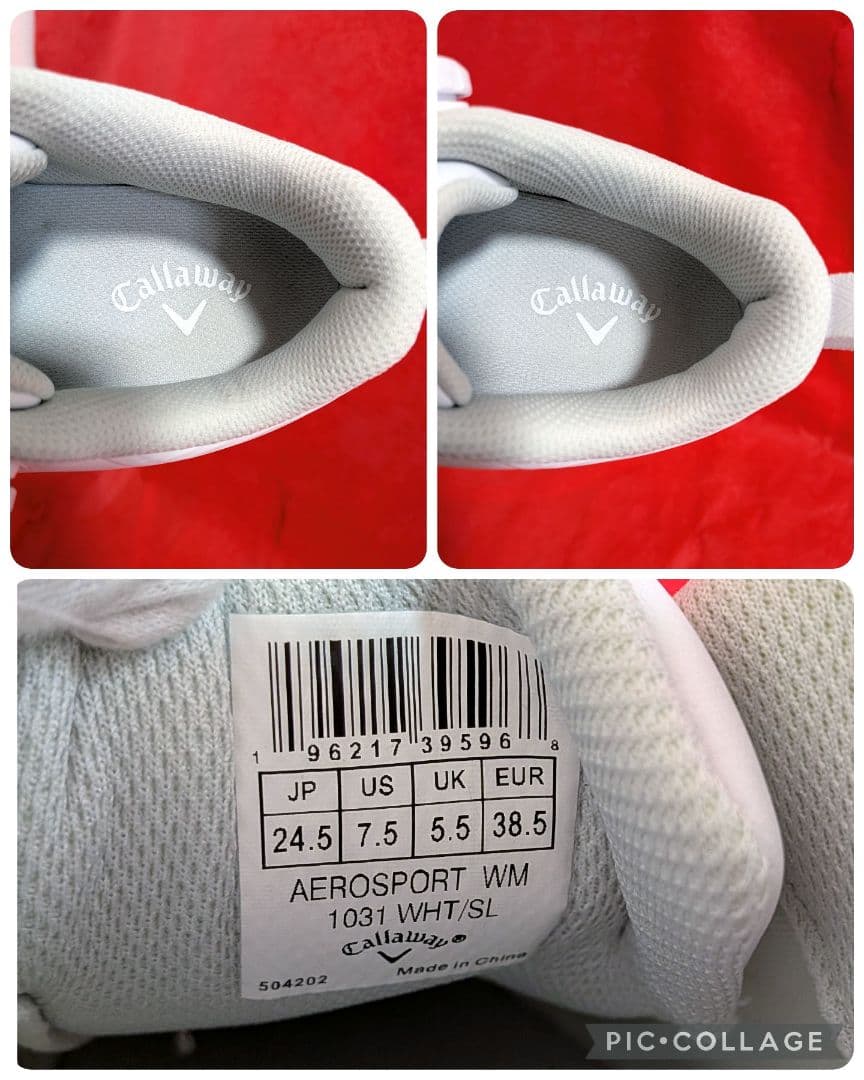 Callaway
Callaway
1 96217 39596 8
JP US UK EUR
24.5 7.5 5.5 38.5
AEROSPORT WM
1031 WHT/SL
Callaway®
504202 Made in China
PIC•COLLAGE